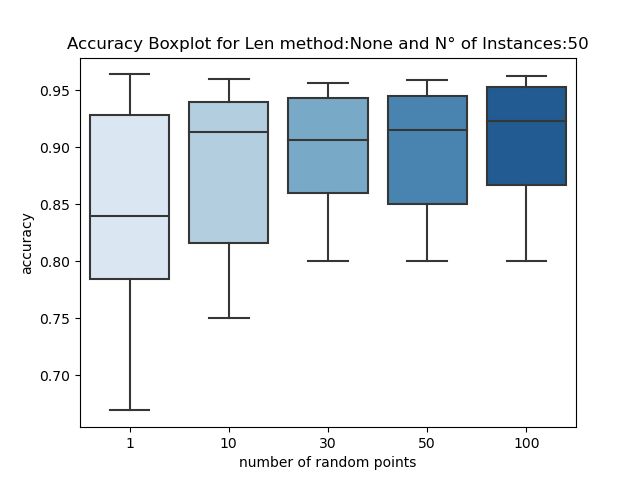 Accuracy Boxplot for Len method:None and N° of Instances:50
0.95
0.90
0.85
0.80
0.75
0.70
accuracy
1 10 30 50 100
number of random points